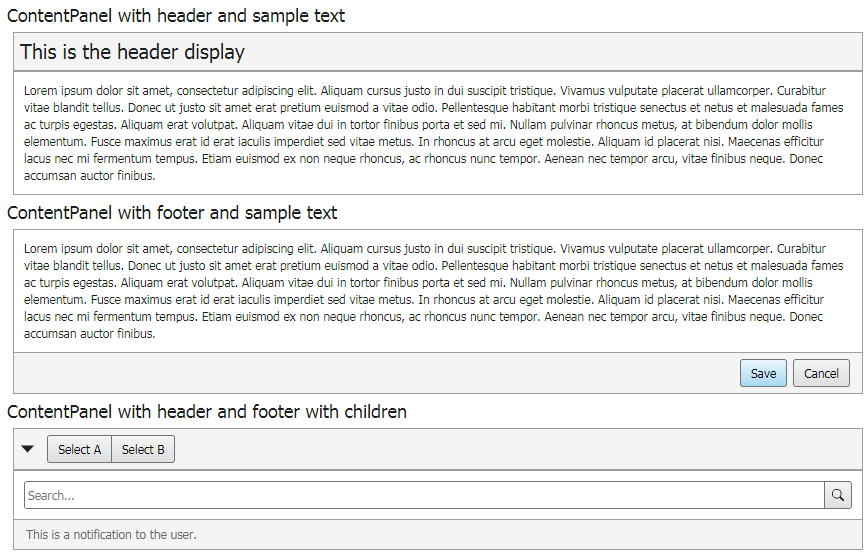 ContentPanel with header and sample text
This is the header display
Lorem ipsum dolor sit amet, consectetur adipiscing elit. Aliquam cursus justo in dui suscipit tristique. Vivamus vulputate placerat ullamcorper. Curabitur
vitae blandit tellus. Donec ut justo sit amet erat pretium euismod a vitae odio. Pellentesque habitant morbi tristique senectus et netus et malesuada fames
ac turpis egestas. Aliquam erat volutpat. Aliquam vitae dui in tortor finibus porta et sed mi. Nullam pulvinar rhoncus metus, at bibendum dolor mollis
elementum. Fusce maximus erat id erat iaculis imperdiet sed vitae metus. In rhoncus at arcu eget molestie. Aliquam id placerat nisi. Maecenas efficitur
lacus nec mi fermentum tempus. Etiam euismod ex non neque rhoncus, ac rhoncus nunc tempor. Aenean nec tempor arcu, vitae finibus neque. Donec
accumsan auctor finibus.
ContentPanel with footer and sample text
Lorem ipsum dolor sit amet, consectetur adipiscing elit. Aliquam cursus justo in dui suscipit tristique. Vivamus vulputate placerat ullamcorper. Curabitur
vitae blandit tellus. Donec ut justo sit amet erat pretium euismod a vitae odio. Pellentesque habitant morbi tristique senectus et netus et malesuada fames
ac turpis egestas. Aliquam erat volutpat. Aliquam vitae dui in tortor finibus porta et sed mi. Nullam pulvinar rhoncus metus, at bibendum dolor mollis
elementum. Fusce maximus erat id erat iaculis imperdiet sed vitae metus. In rhoncus at arcu eget molestie. Aliquam id placerat nisi. Maecenas efficitur
lacus nec mi fermentum tempus. Etiam euismod ex non neque rhoncus, ac rhoncus nunc tempor. Aenean nec tempor arcu, vitae finibus neque. Donec
accumsan auctor finibus.
Save Cancel
ContentPanel with header and footer with children
Select A Select B
Search...
This is a notification to the user.